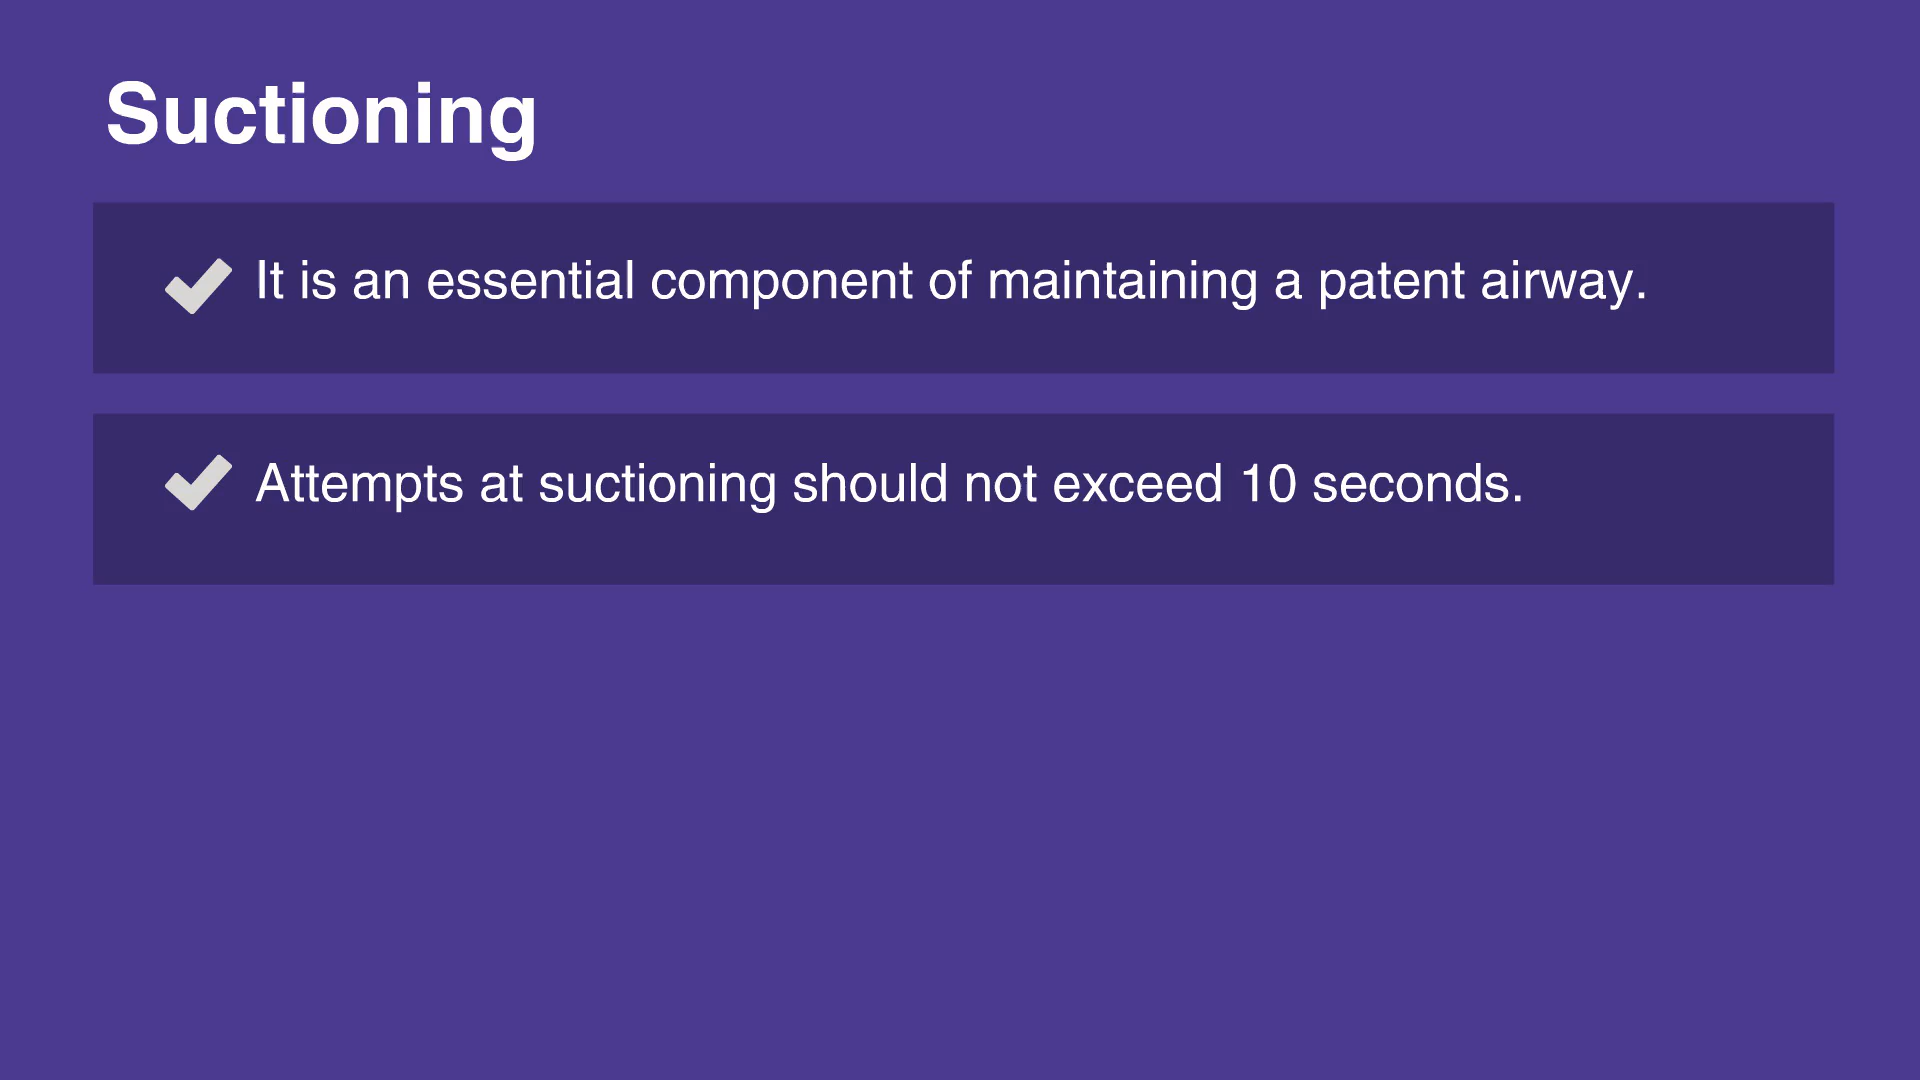 Suctioning
It is an essential component of maintaining a patent airway.
Attempts at suctioning should not exceed 10 seconds.